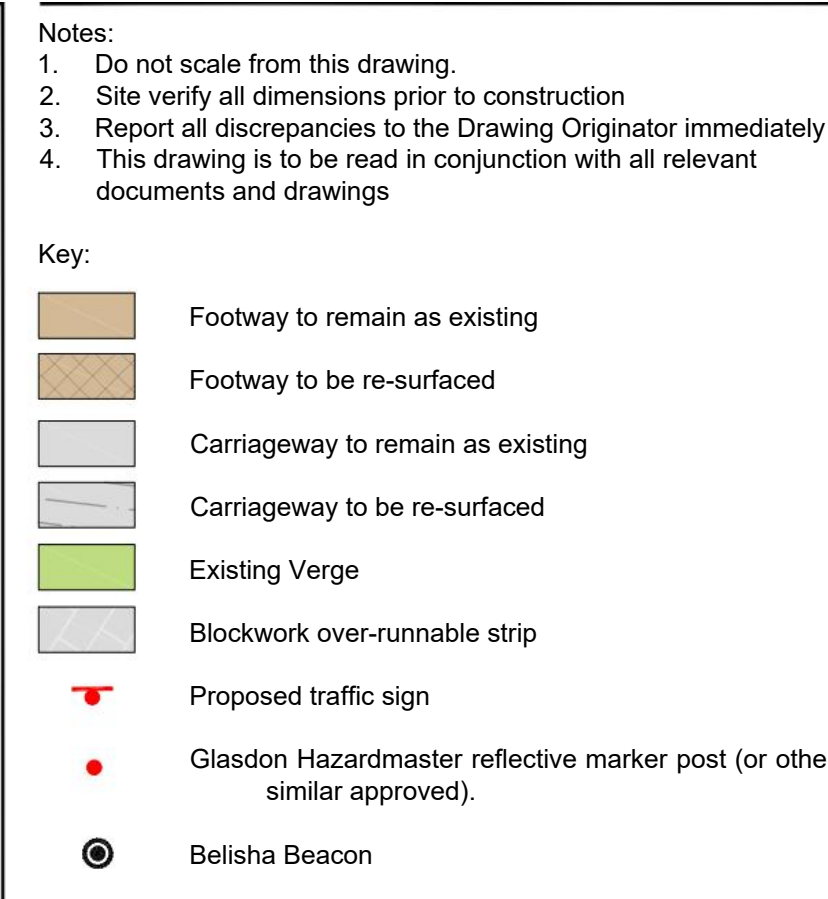 Notes:
1. Do not scale from this drawing.
2. Site verify all dimensions prior to construction
3. Report all discrepancies to the Drawing Originator immediately
4. This drawing is to be read in conjunction with all relevant
documents and drawings
Key:
Footway to remain as existing
Footway to be re-surfaced
Carriageway to remain as existing
Carriageway to be re-surfaced
Existing Verge
Blockwork over-runnable strip
Proposed traffic sign
Glasdon Hazardmaster reflective marker post (or othe
similar approved).
Belisha Beacon